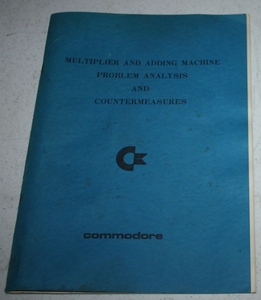 MULTIPLIER AND ADDING MACHINE
PROBLEM ANALYSIS
AND
COUNTERMEASURES
commodore